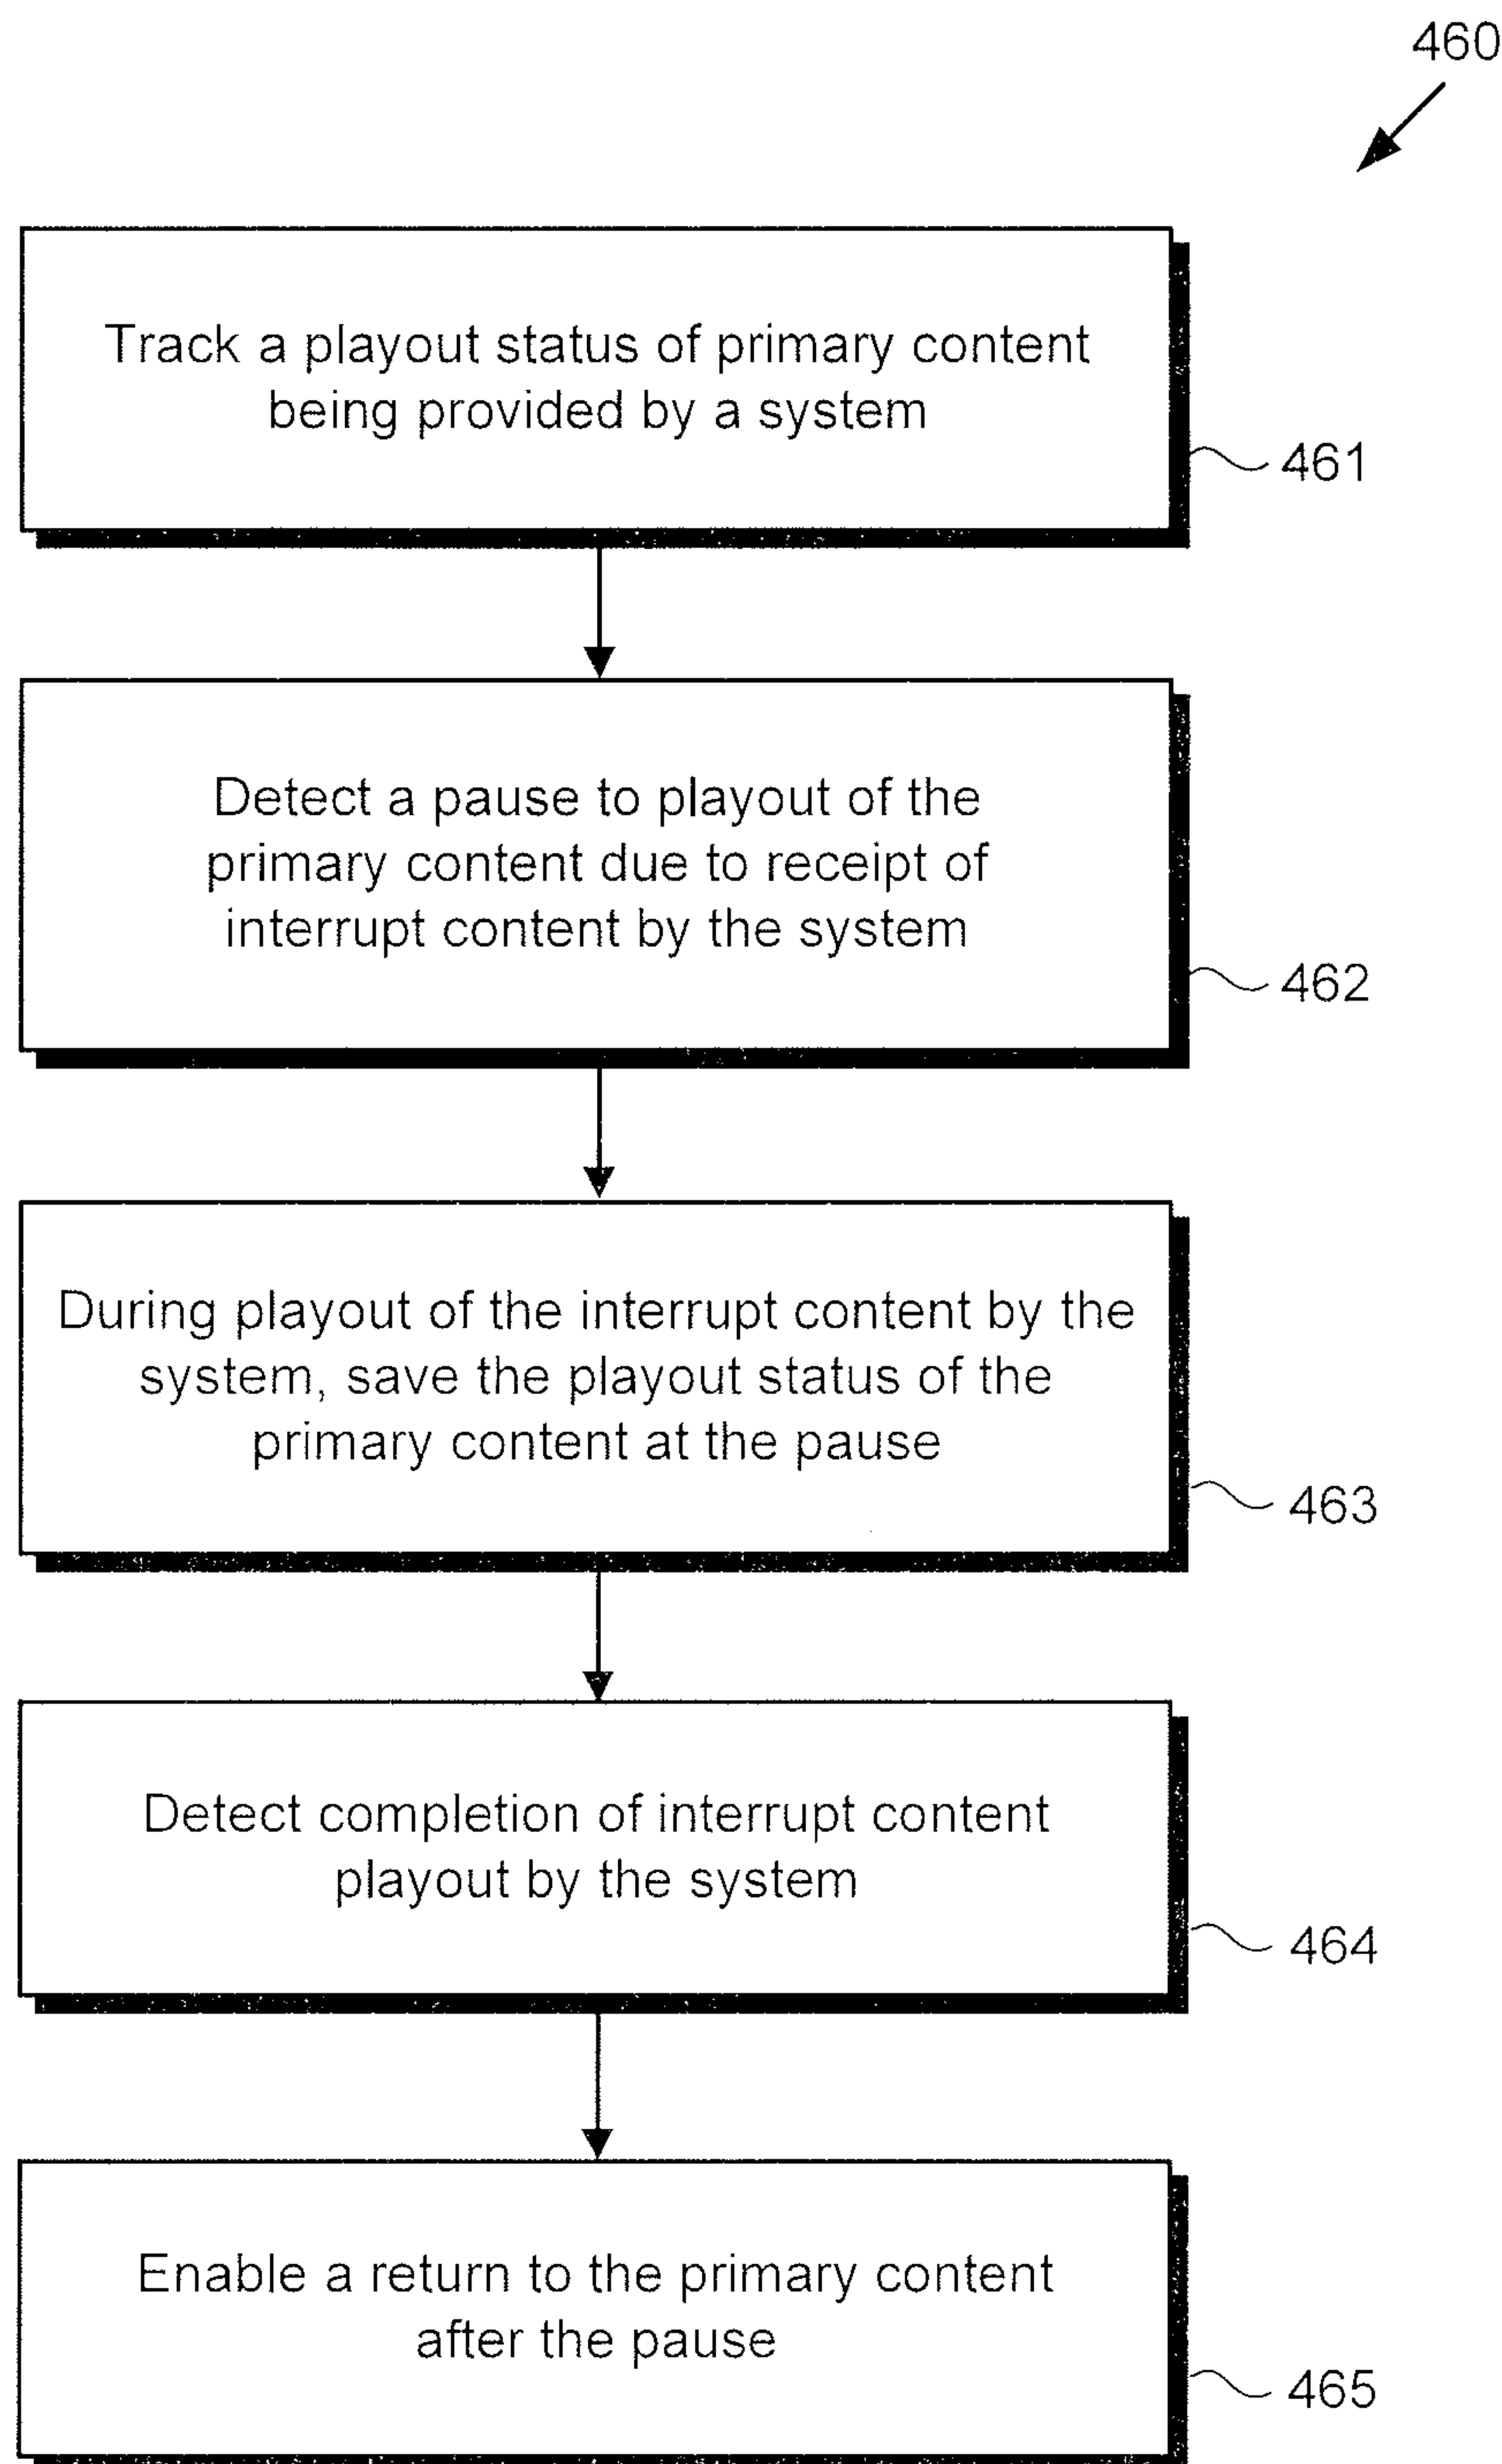 460
Track a playout status of primary content
being provided by a system
461
Detect a pause to playout of the
primary content due to receipt of
interrupt content by the system
462
During playout of the interrupt content by the
system, save the playout status of the
primary content at the pause
463
Detect completion of interrupt content
playout by the system
464
Enable a return to the primary content
after the pause
465